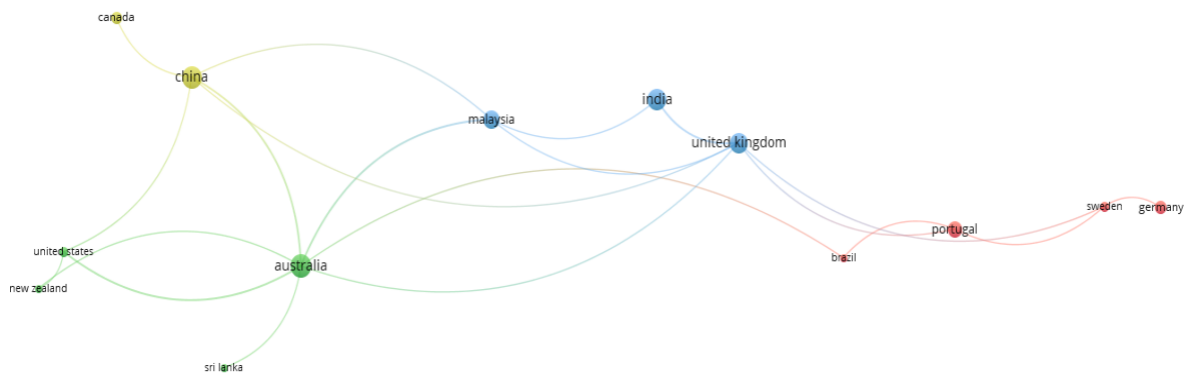 canada
china
india
malaysia
united kingdom
sweden
germany
portugal
united states
brazil
australia
new zealand
sri lanka